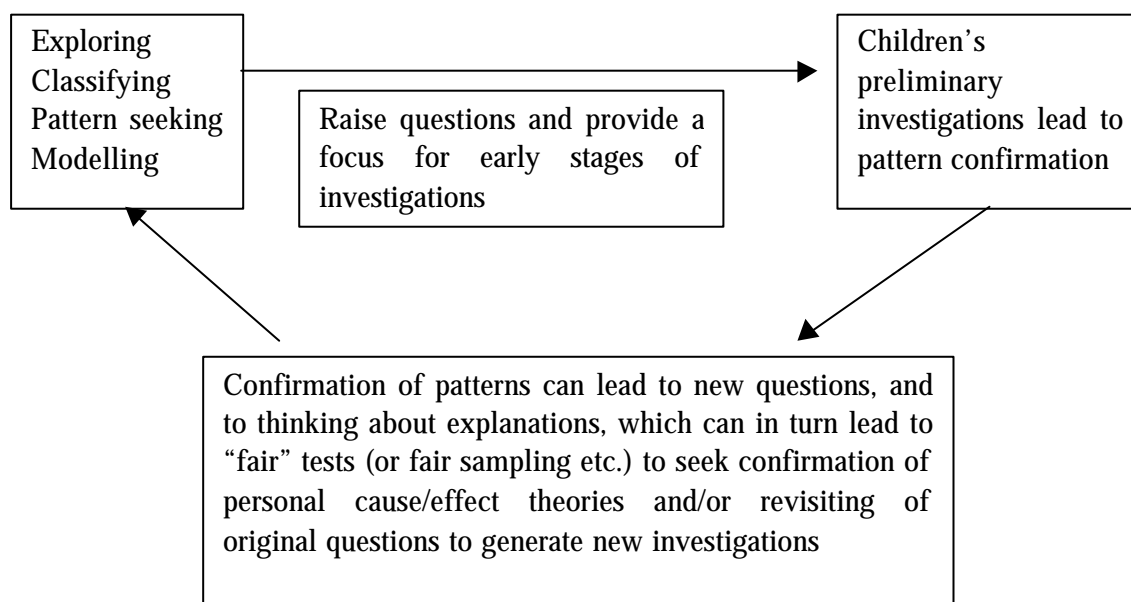 Exploring
Classifying
Pattern seeking
Modelling
Raise questions and provide a
focus for early stages of
investigations
Children’s
preliminary
investigations lead to
pattern confirmation
Confirmation of patterns can lead to new questions, and
to thinking about explanations, which can in turn lead to
“fair” tests (or fair sampling etc.) to seek confirmation of
personal cause/effect theories and/or revisiting of
original questions to generate new investigations